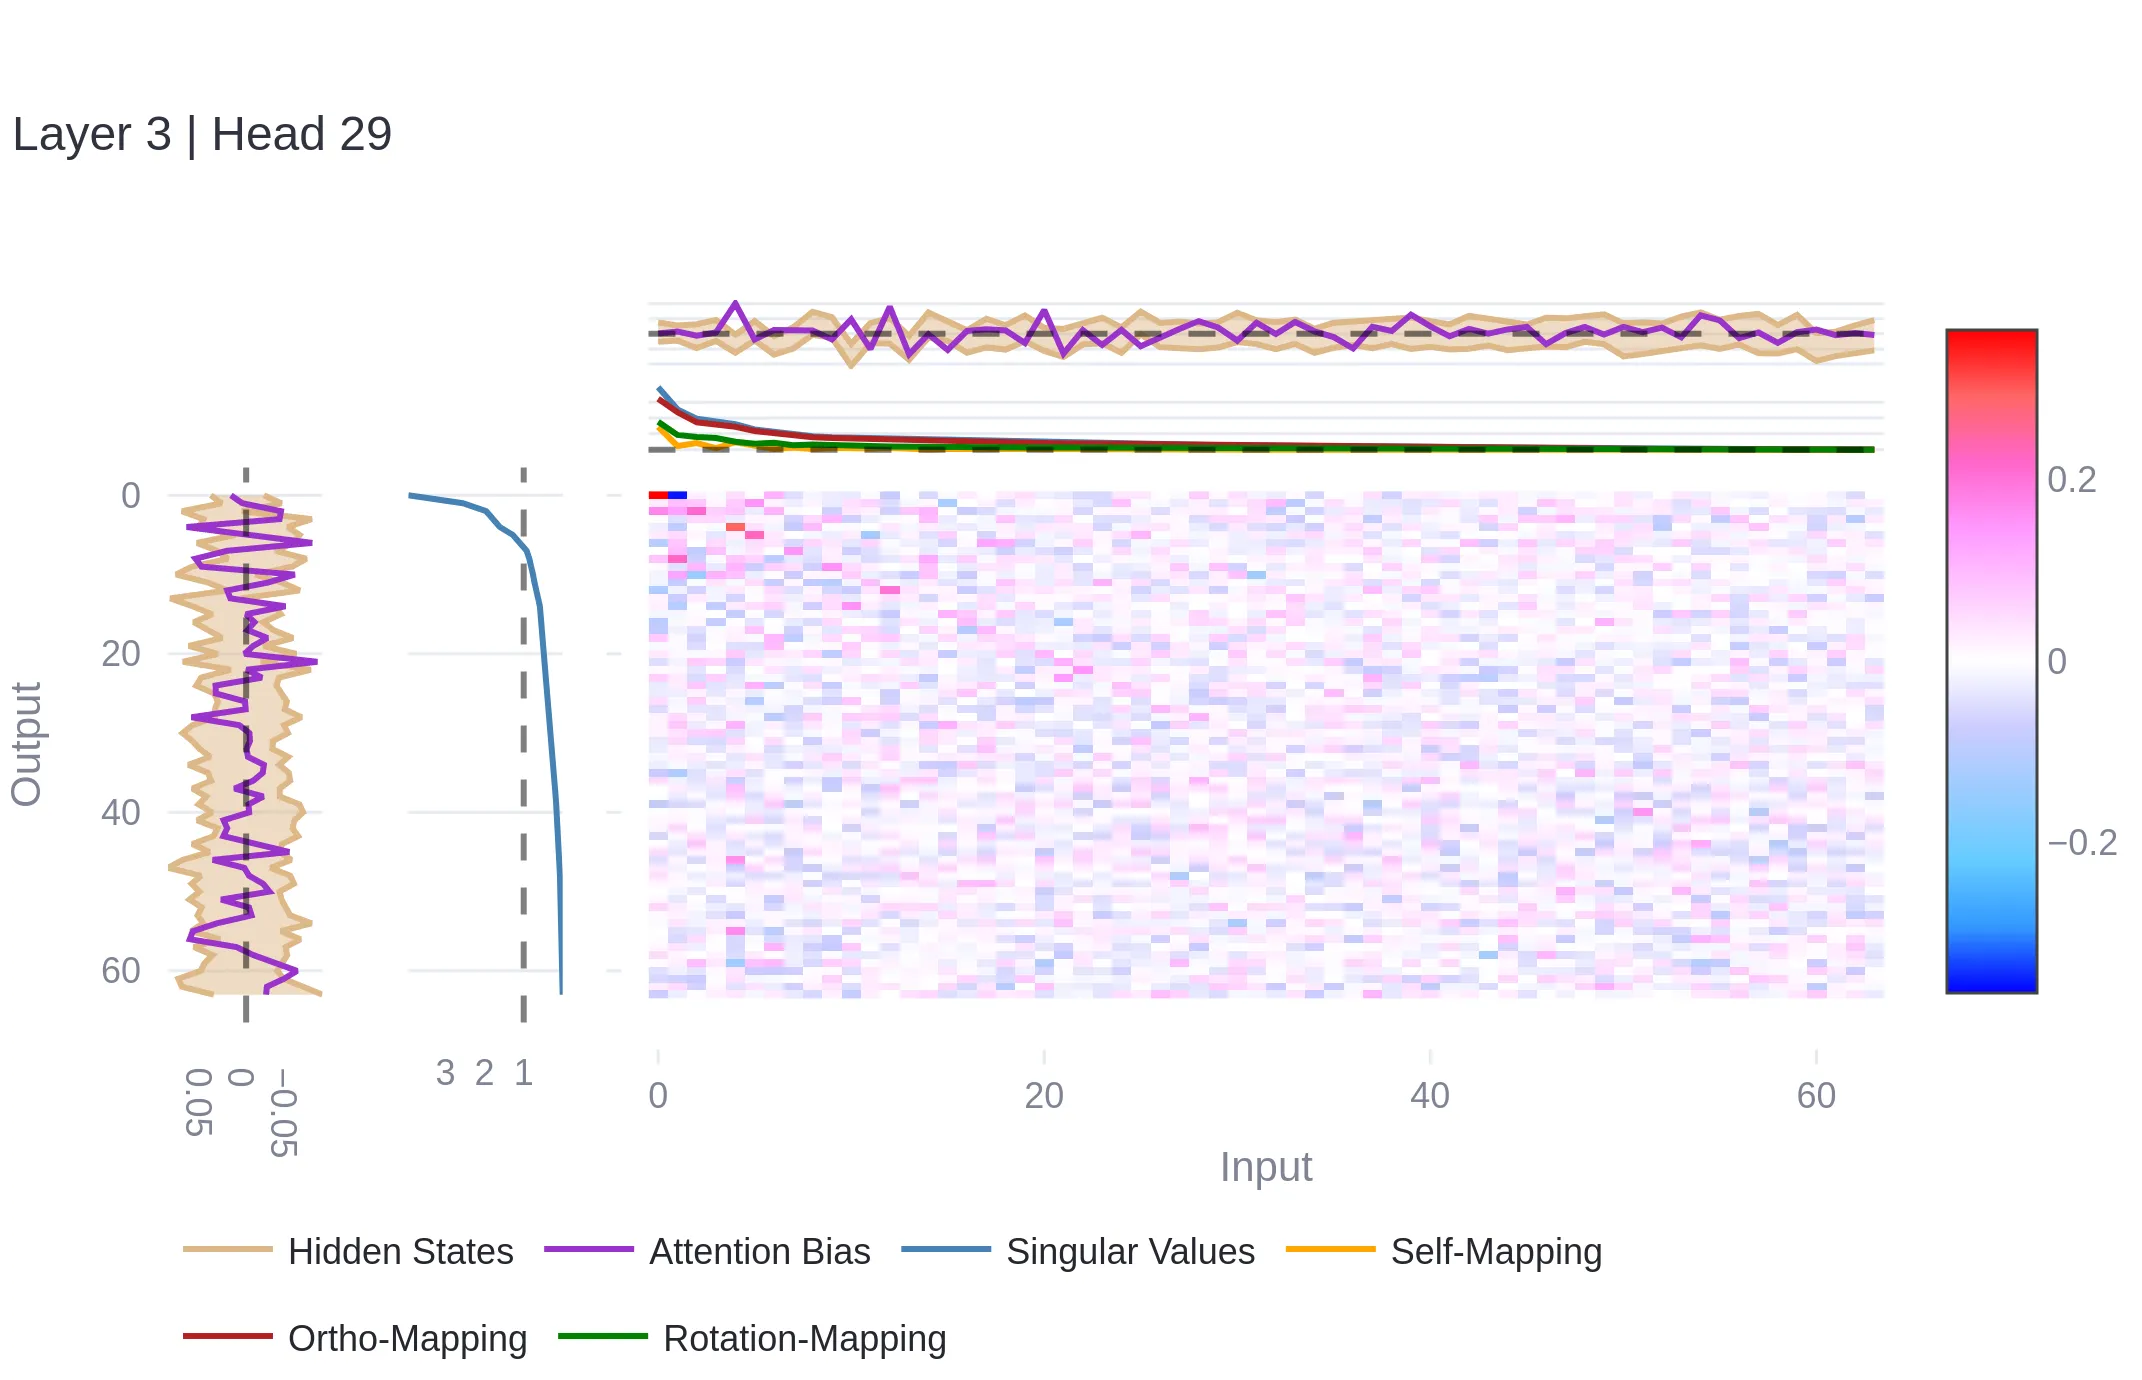 Layer 3 | Head 29
0
20
40
60
Output
0.05
0
−0.05
3 2 1
0 20 40 60
Input
0.2
0
−0.2
Hidden States Attention Bias Singular Values Self-Mapping
Ortho-Mapping Rotation-Mapping